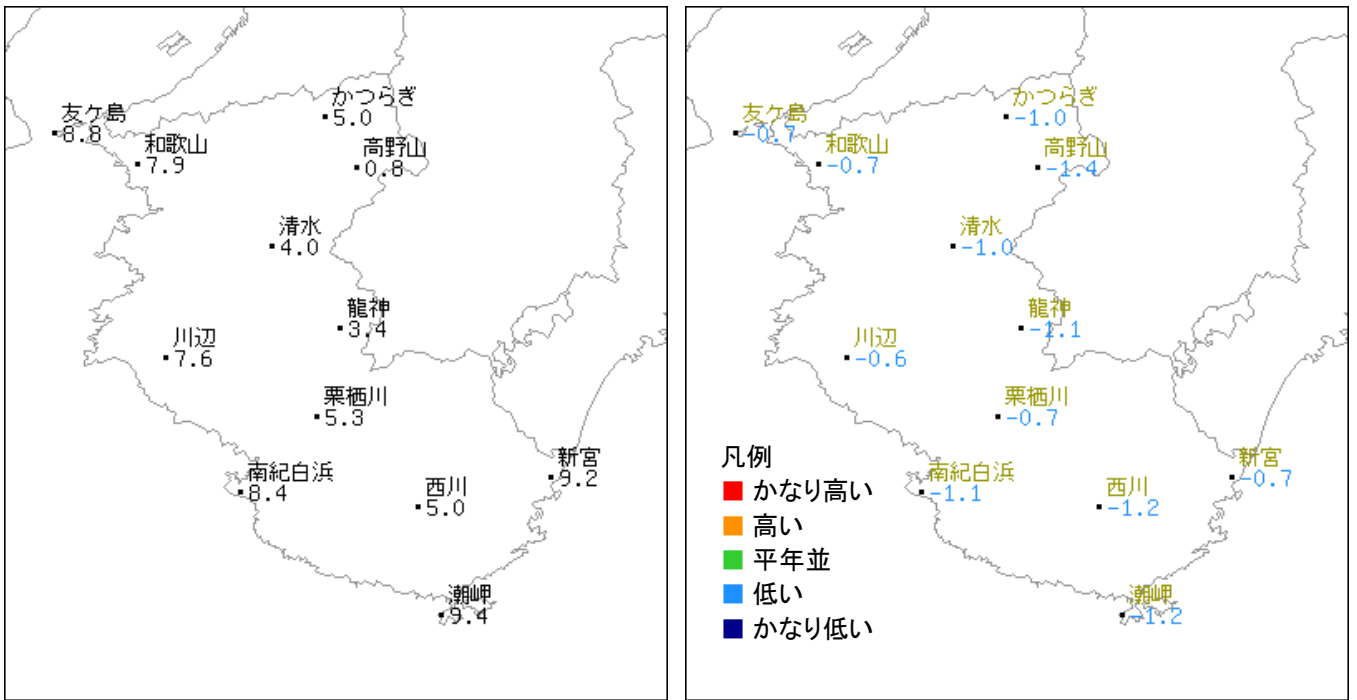 友ケ島
8.8
かつらぎ
5.0
和歌山
7.9
高野山
0.8
清水
4.0
龍神
3.4
川辺
7.6
栗栖川
5.3
新宮
9.2
南紀白浜
8.4
西川
5.0
潮岬
9.4
友ケ島
-0.7
かつらぎ
-1.0
和歌山
-0.7
高野山
-1.4
清水
-1.0
龍神
-1.1
川辺
-0.6
栗栖川
-0.7
新宮
-0.7
南紀白浜
-1.1
西川
-1.2
潮岬
-1.2
凡例
かなり高い
高い
平年並
低い
かなり低い